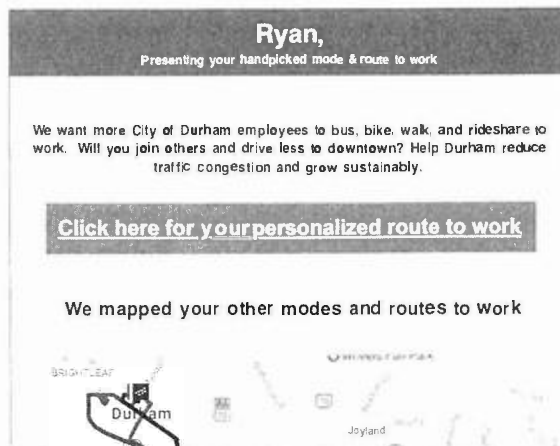 Ryan,
Presenting your handpicked mode & route to work
We want more City of Durham employees to bus, bike, walk, and rideshare to
work. Will you join others and drive less to downtown? Help Durham reduce
traffic congestion and grow sustainably.
Click here for your personalized route to work
We mapped your other modes and routes to work
BRIGHTLEAF
Durham
Joyland